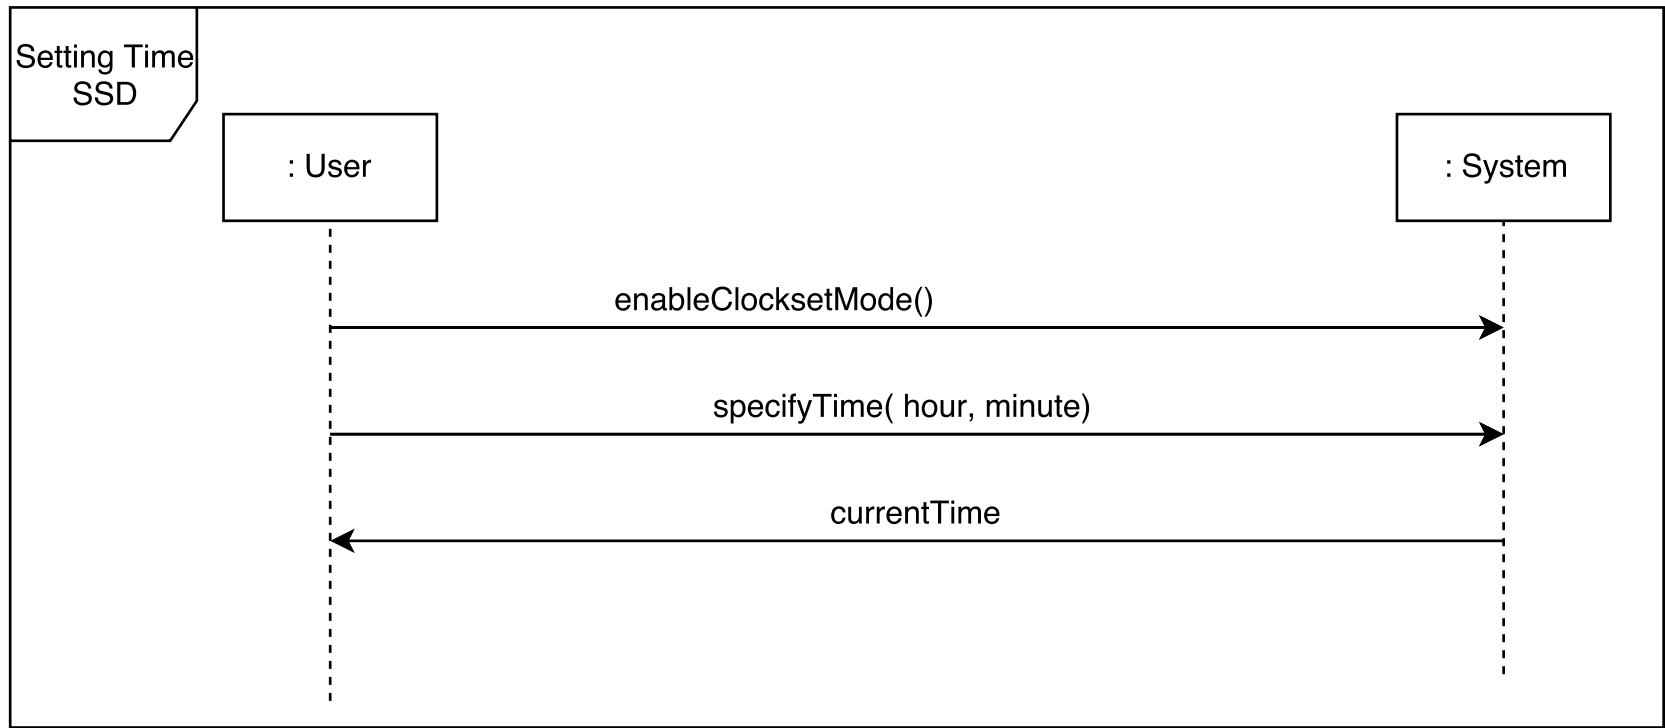 Setting Time
SSD
: User
: System
enableClocksetMode()
specifyTime( hour, minute)
currentTime